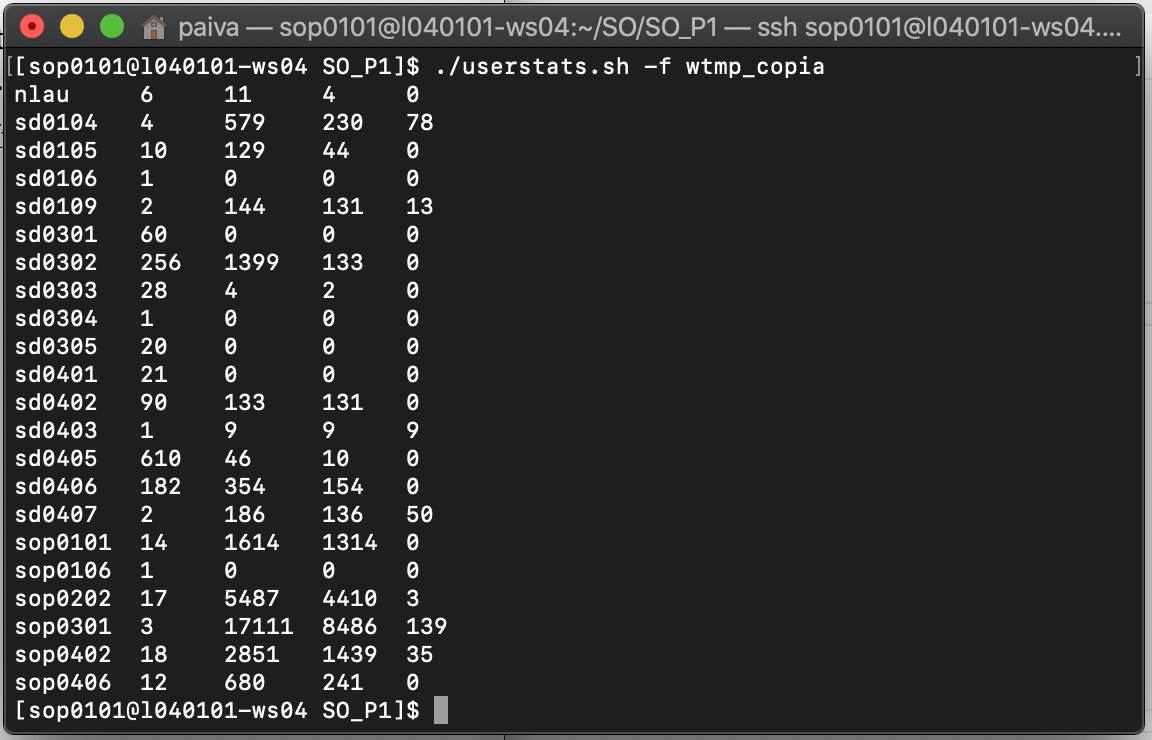 paiva — sop0101@l040101-ws04:~/SO/SO_P1 — ssh sop0101@l040101-ws04....
[[sop0101@l040101-ws04 SO_P1]$ ./userstats.sh -f wtmp_copia ]
nlau 6 11 4 0
sd0104 4 579 230 78
sd0105 10 129 44 0
sd0106 1 0 0 0
sd0109 2 144 131 13
sd0301 60 0 0 0
sd0302 256 1399 133 0
sd0303 28 4 2 0
sd0304 1 0 0 0
sd0305 20 0 0 0
sd0401 21 0 0 0
sd0402 90 133 131 0
sd0403 1 9 9 9
sd0405 610 46 10 0
sd0406 182 354 154 0
sd0407 2 186 136 50
sop0101 14 1614 1314 0
sop0106 1 0 0 0
sop0202 17 5487 4410 3
sop0301 3 17111 8486 139
sop0402 18 2851 1439 35
sop0406 12 680 241 0
[sop0101@l040101-ws04 SO_P1]$